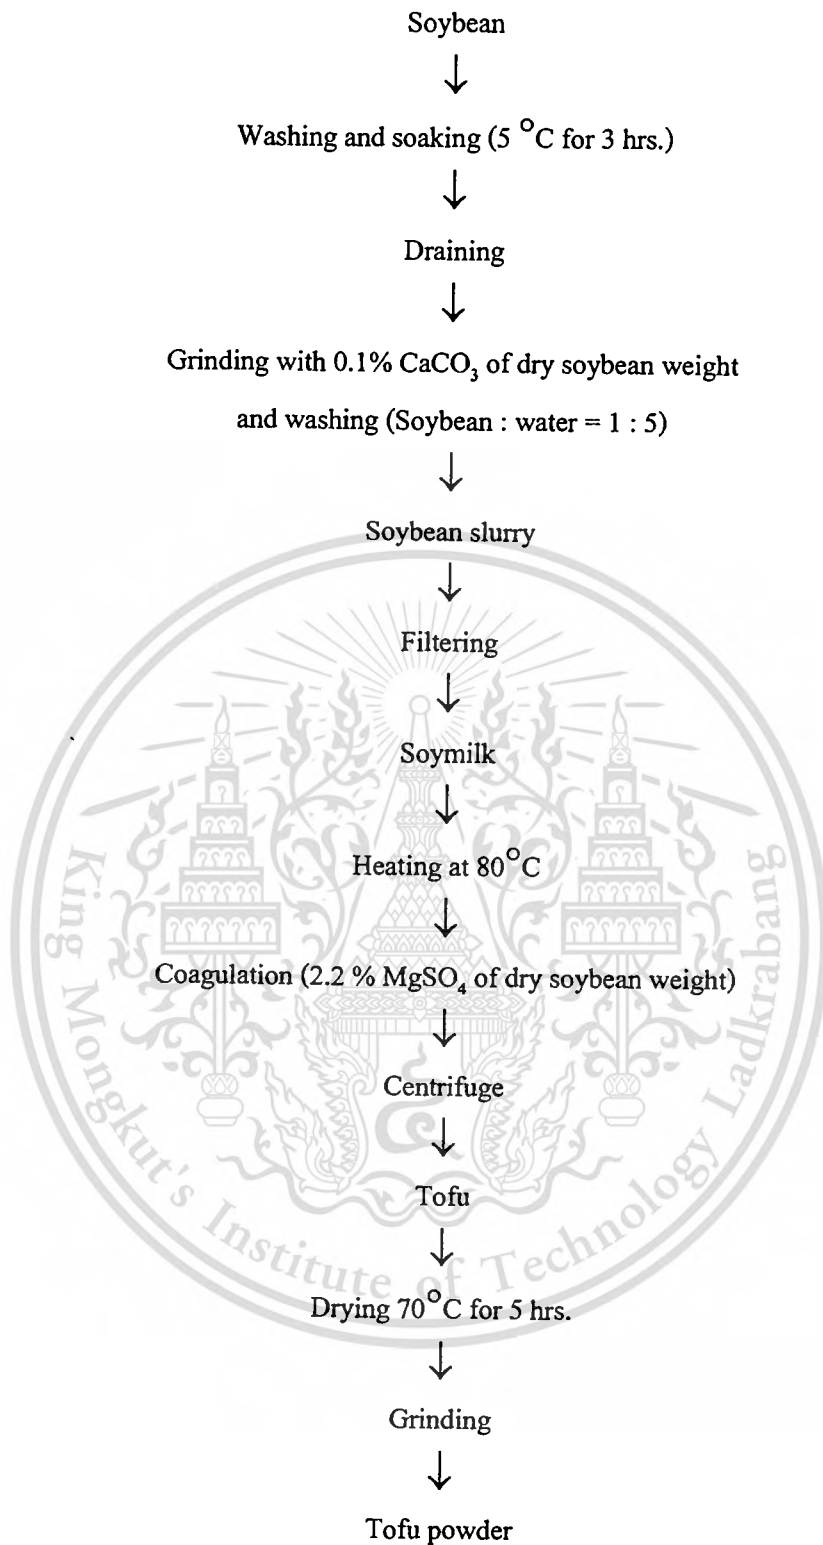 Soybean
↓
Washing and soaking (5 °C for 3 hrs.)
↓
Draining
↓
Grinding with 0.1% CaCO₃ of dry soybean weight
and washing (Soybean : water = 1 : 5)
↓
Soybean slurry
↓
Filtering
↓
Soymilk
↓
Heating at 80°C
↓
Coagulation (2.2 % MgSO₄ of dry soybean weight)
↓
Centrifuge
↓
Tofu
↓
Drying 70°C for 5 hrs.
↓
Grinding
↓
Tofu powder
King Mongkut's Institute of Technology Ladkrabang